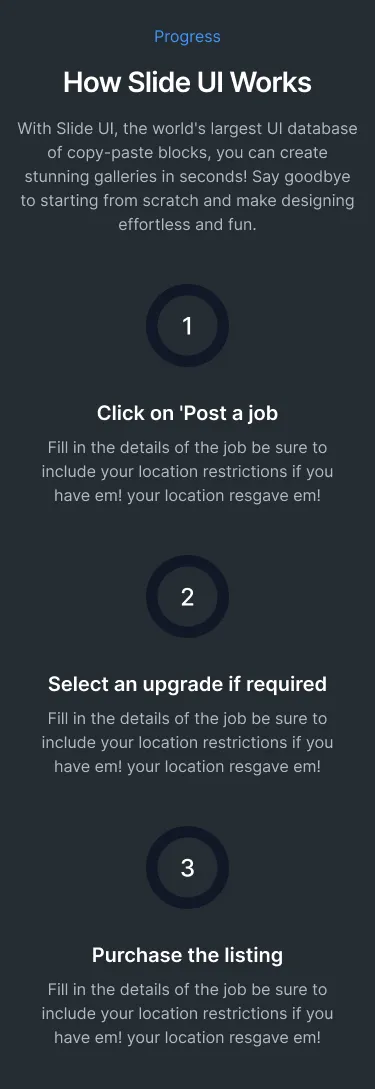 Progress
How Slide UI Works
With Slide UI, the world's largest UI database
of copy-paste blocks, you can create
stunning galleries in seconds! Say goodbye
to starting from scratch and make designing
effortless and fun.
1
Click on 'Post a job
Fill in the details of the job be sure to
include your location restrictions if you
have em! your location resgave em!
2
Select an upgrade if required
Fill in the details of the job be sure to
include your location restrictions if you
have em! your location resgave em!
3
Purchase the listing
Fill in the details of the job be sure to
include your location restrictions if you
have em! your location resgave em!